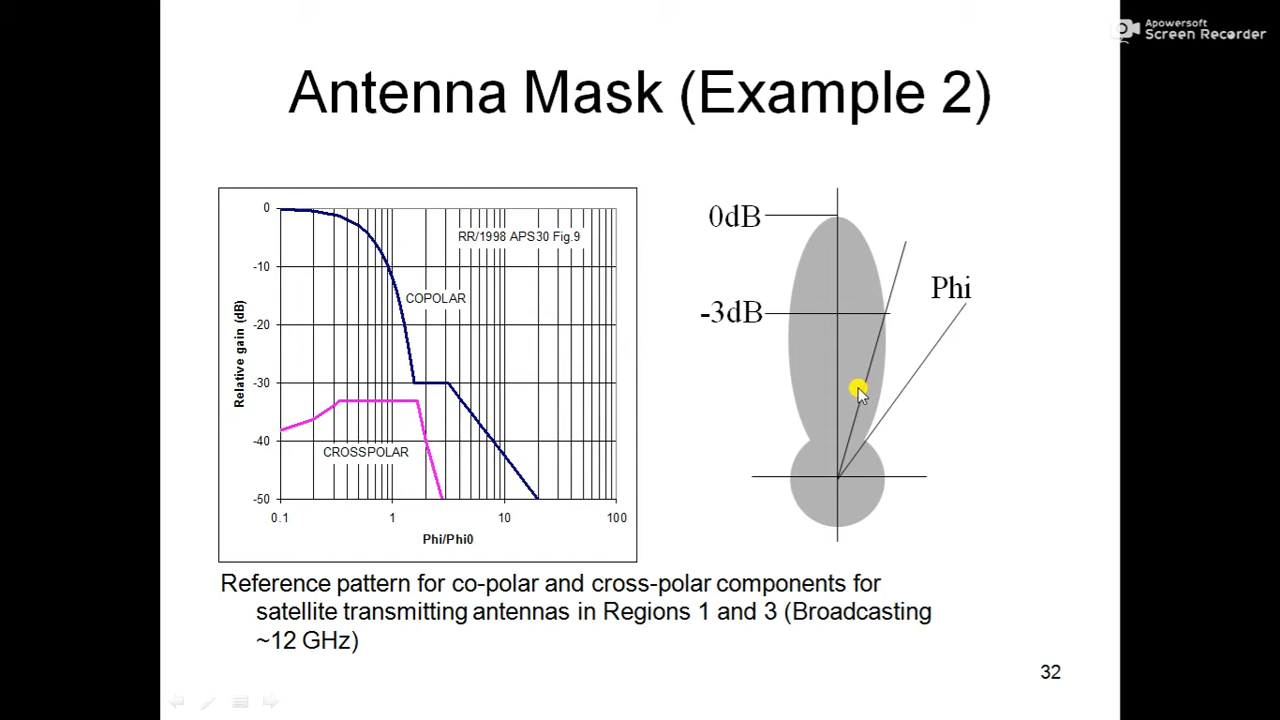 Apowersoft
Screen Recorder
Antenna Mask (Example 2)
0
-10
-20
-30
-40
-50
Relative gain (dB)
RR/1998 APS30 Fig.9
COPOLAR
CROSSPOLAR
0.1
1
10
100
Phi/Phi0
0dB
-3dB
Phi
Reference pattern for co-polar and cross-polar components for
satellite transmitting antennas in Regions 1 and 3 (Broadcasting
~12 GHz)
32